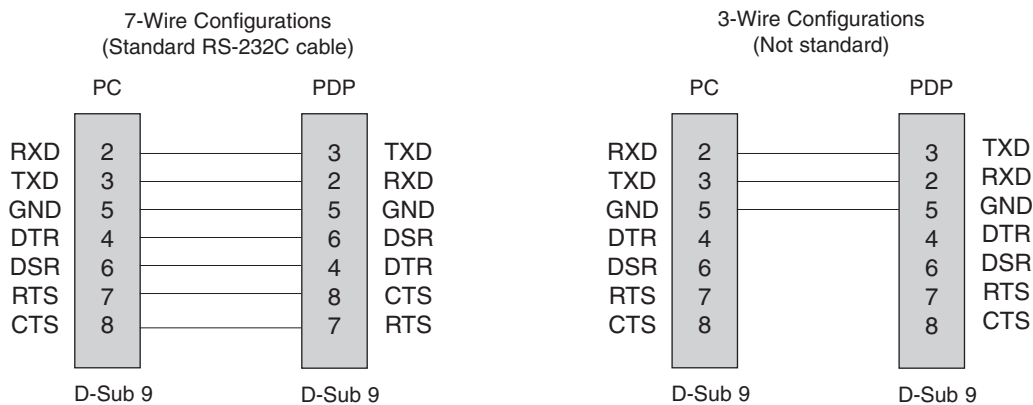 7-Wire Configurations
(Standard RS-232C cable)
PC PDP
RXD 2 3 TXD
TXD 3 2 RXD
GND 5 5 GND
DTR 4 6 DSR
DSR 6 4 DTR
RTS 7 8 CTS
CTS 8 7 RTS
D-Sub 9 D-Sub 9
3-Wire Configurations
(Not standard)
PC PDP
RXD 2 3 TXD
TXD 3 2 RXD
GND 5 5 GND
DTR 4 4 DTR
DSR 6 6 DSR
RTS 7 7 RTS
CTS 8 8 CTS
D-Sub 9 D-Sub 9